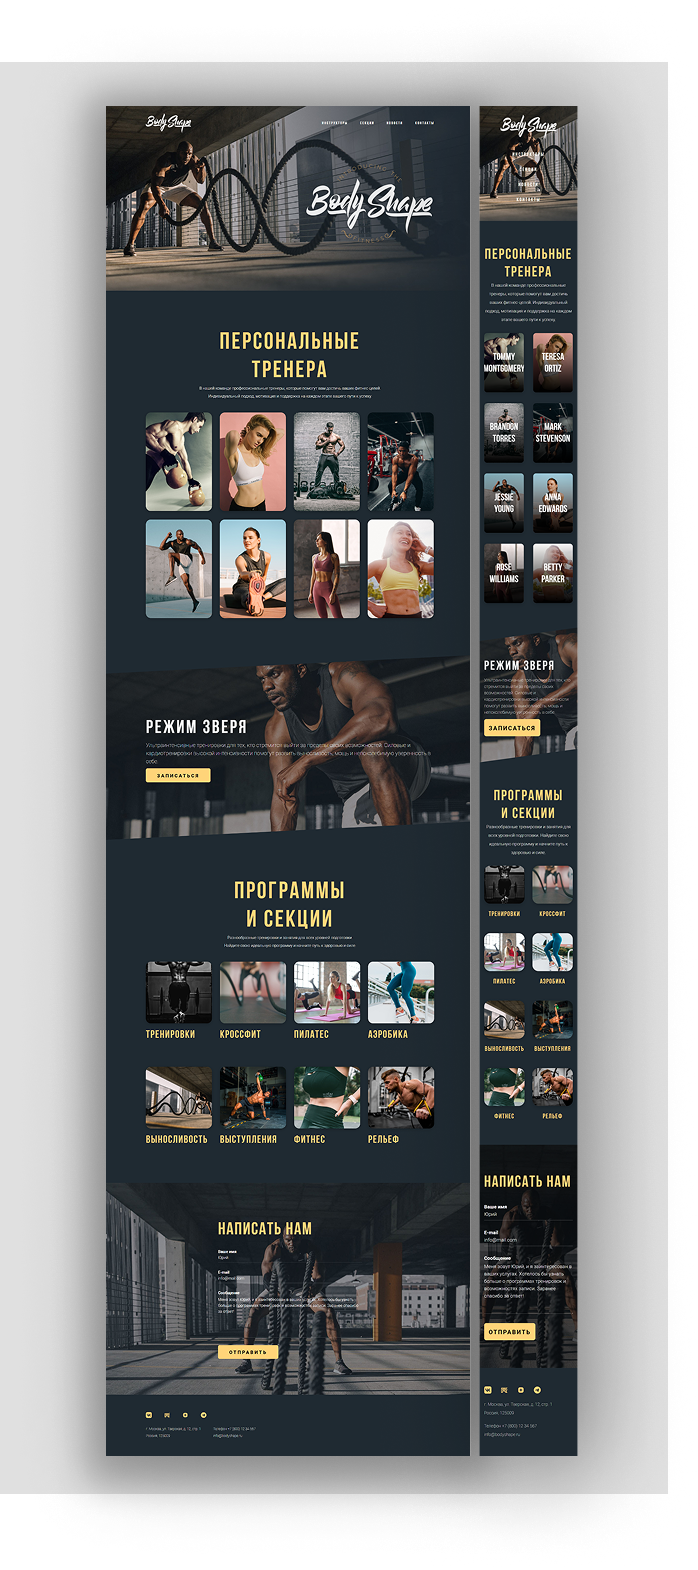 Body Shape
ИНСТРУКТОРЫ СЕКЦИИ НОВОСТИ КОНТАКТЫ
Body Shape
FITNESS
ПЕРСОНАЛЬНЫЕ
ТРЕНЕРА
В нашей команде профессиональные тренеры, которые помогут вам достичь ваших фитнес-целей.
Индивидуальный подход, мотивация и поддержка на каждом этапе вашего пути к успеху
РЕЖИМ ЗВЕРЯ
Ультраинтенсивные тренировки для тех, кто стремится выйти за пределы своих возможностей. Силовые и
кардиотренировки высокой интенсивности помогут развить выносливость, мощь и непоколебимую уверенность в
себе.
ЗАПИСАТЬСЯ
ПРОГРАММЫ
И СЕКЦИИ
Разнообразные тренировки и занятия для всех уровней подготовки.
Найдите свою идеальную программу и начните путь к здоровью и силе
ТРЕНИРОВКИ КРОССФИТ ПИЛАТЕС АЭРОБИКА
ВЫНОСЛИВОСТЬ ВЫСТУПЛЕНИЯ ФИТНЕС РЕЛЬЕФ
НАПИСАТЬ НАМ
Ваше имя
Юрий
E-mail
info@mail.com
Сообщение
Меня зовут Юрий, и я заинтересован в ваших услугах. Хотелось бы узнать
больше о программах тренировок и возможностях записи. Заранее спасибо
за ответ!
ОТПРАВИТЬ
г. Москва, ул. Тверская, д. 12, стр. 1
Россия, 125009
Телефон +7 (800) 12 34 567
info@bodyshape.ru
Body Shape
ИНСТРУКТОРЫ
СЕКЦИИ
НОВОСТИ
КОНТАКТЫ
ПЕРСОНАЛЬНЫЕ
ТРЕНЕРА
В нашей команде профессиональные
тренеры, которые помогут вам достичь
ваших фитнес-целей. Индивидуальный
подход, мотивация и поддержка на каждом
этапе вашего пути к успеху
TOMMY
MONTGOMERY
TERESA
ORTIZ
BRANDON
TORRES
MARK
STEVENSON
JESSIE
YOUNG
ANNA
EDWARDS
ROSE
WILLIAMS
BETTY
PARKER
РЕЖИМ ЗВЕРЯ
Ультраинтенсивные тренировки для тех, кто
стремится выйти за пределы своих
возможностей. Силовые и
кардиотренировки высокой интенсивности
помогут развить выносливость, мощь и
непоколебимую уверенность в себе.
ЗАПИСАТЬСЯ
ПРОГРАММЫ
И СЕКЦИИ
Разнообразные тренировки и занятия для
всех уровней подготовки. Найдите свою
идеальную программу и начните путь к
здоровью и силе
ТРЕНИРОВКИ КРОССФИТ
ПИЛАТЕС АЭРОБИКА
ВЫНОСЛИВОСТЬ ВЫСТУПЛЕНИЯ
ФИТНЕС РЕЛЬЕФ
НАПИСАТЬ НАМ
Ваше имя
Юрий
E-mail
info@mail.com
Сообщение
Меня зовут Юрий, и я заинтересован в
ваших услугах. Хотелось бы узнать
больше о программах тренировок и
возможностях записи. Заранее
спасибо за ответ!
ОТПРАВИТЬ
г. Москва, ул. Тверская, д. 12, стр. 1
Россия, 125009
Телефон +7 (800) 12 34 567
info@bodyshape.ru